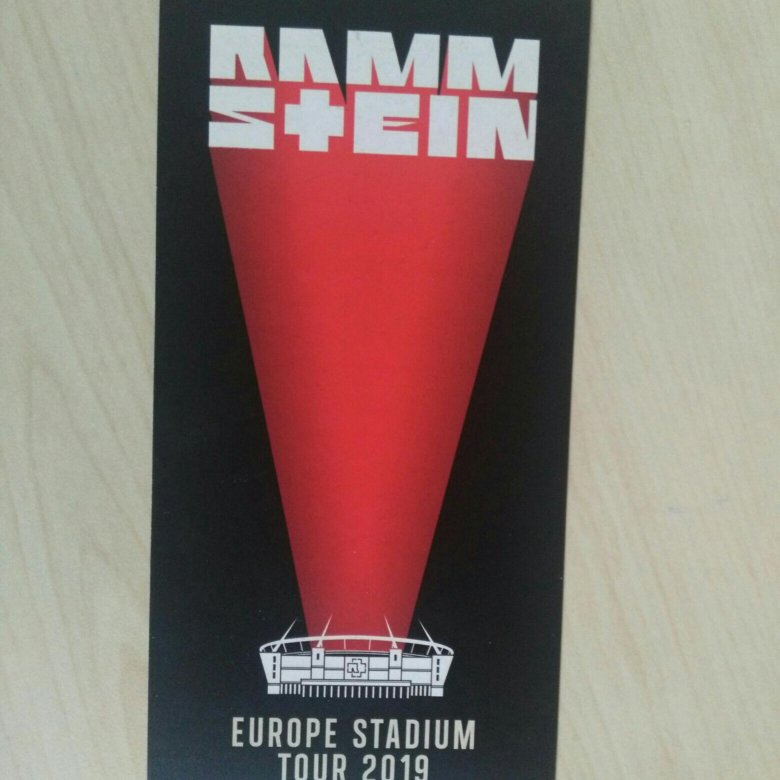 RAMM
STEIN
EUROPE STADIUM
TOUR 2019